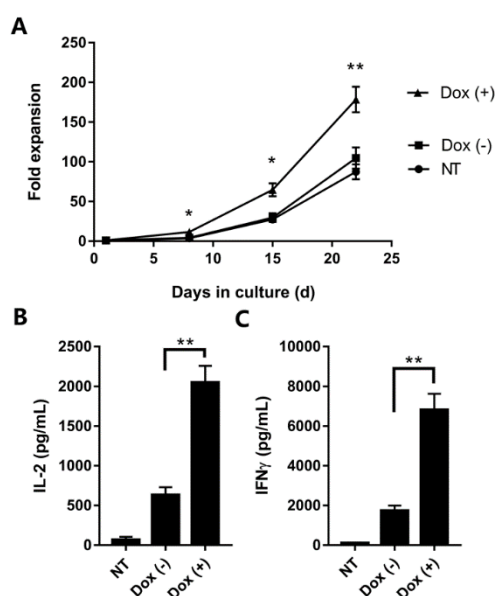 A
Fold expansion
250
200
150
100
50
0
0 5 10 15 20 25
Days in culture (d)
*
*
**
Dox (+)
Dox (-)
NT
B
IL-2 (pg/mL)
2500
2000
1500
1000
500
0
**
NT Dox (-) Dox (+)
C
IFNγ (pg/mL)
10000
8000
6000
4000
2000
0
**
NT Dox (-) Dox (+)